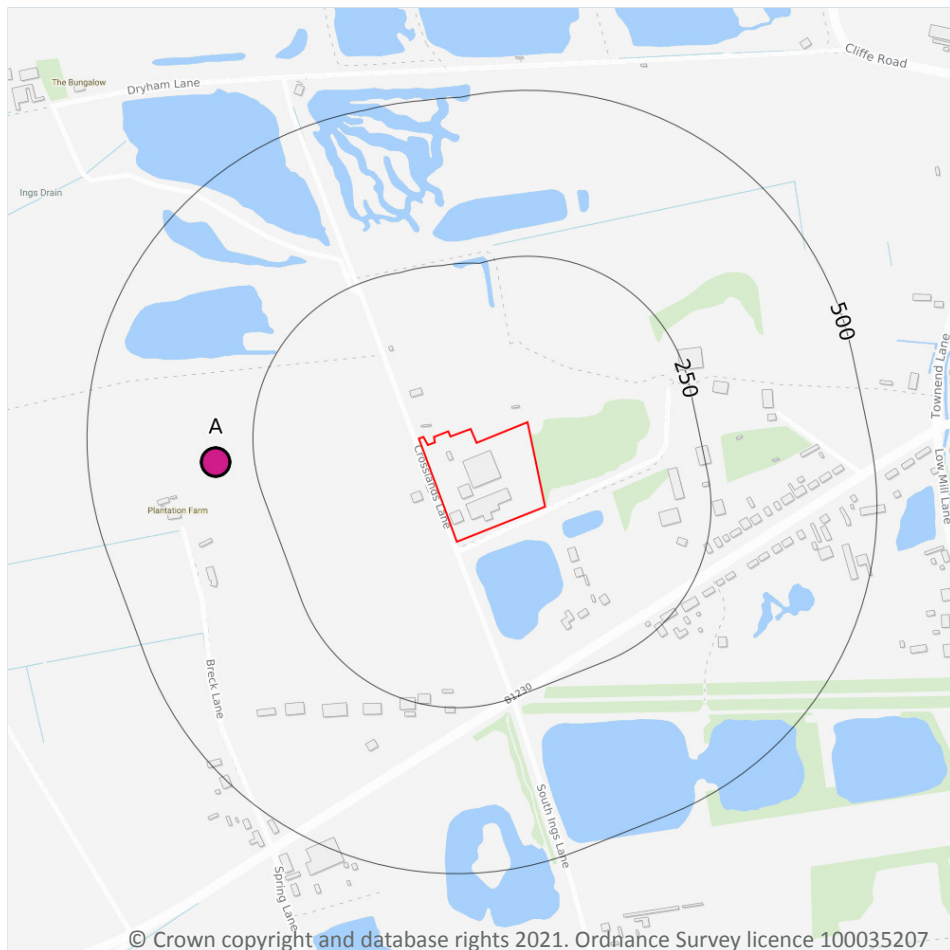 Cliffe Road
The Bungalow
Dryham Lane
Ings Drain
500
250
Townend Lane
A
Crosslands Lane
Low Mill Lane
Plantation Farm
Breck Lane
B1230
South Ings Lane
Spring Lane
© Crown copyright and database rights 2021. Ordnance Survey licence 100035207